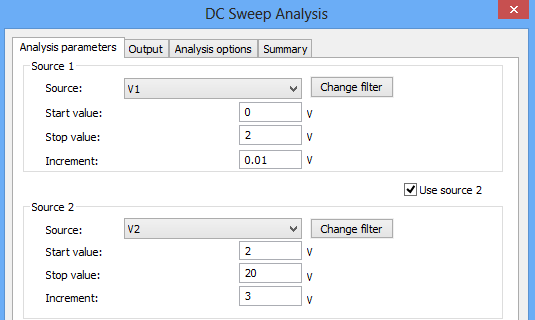 DC Sweep Analysis
Analysis parameters Output Analysis options Summary
Source 1
Source: V1 Change filter
Start value: 0 V
Stop value: 2 V
Increment: 0.01 V
Use source 2
Source 2
Source: V2 Change filter
Start value: 2 V
Stop value: 20 V
Increment: 3 V